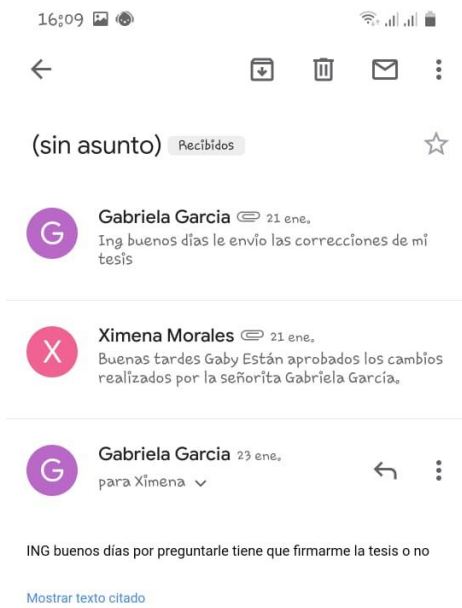 16:09
(sin asunto) Recibidos
G
Gabriela Garcia 21 ene.
Ing buenos dias le envio las correcciones de mi
tesis
X
Ximena Morales 21 ene.
Buenas tardes Gaby Están aprobados los cambios
realizados por la señorita Gabriela García.
G
Gabriela Garcia 23 ene.
para Ximena
ING buenos días por preguntarle tiene que firmarme la tesis o no
Mostrar texto citado